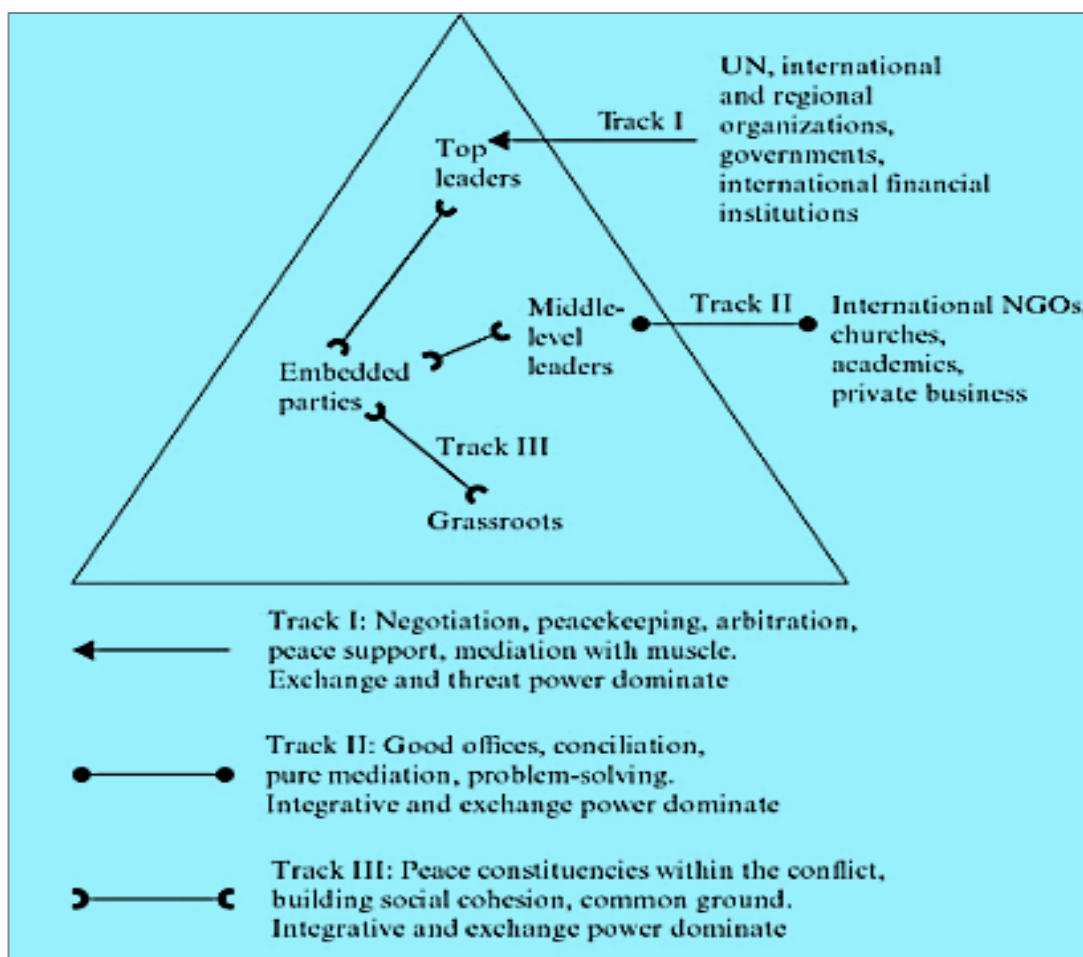 UN, international
and regional
organizations,
governments,
international financial
institutions
Track I
Top
leaders
Track II
International NGOs,
churches,
academics,
private business
Middle-
level
leaders
Embedded
parties
Track III
Grassroots
Track I: Negotiation, peacekeeping, arbitration,
peace support, mediation with muscle.
Exchange and threat power dominate
Track II: Good offices, conciliation,
pure mediation, problem-solving.
Integrative and exchange power dominate
Track III: Peace constituencies within the conflict,
building social cohesion, common ground.
Integrative and exchange power dominate